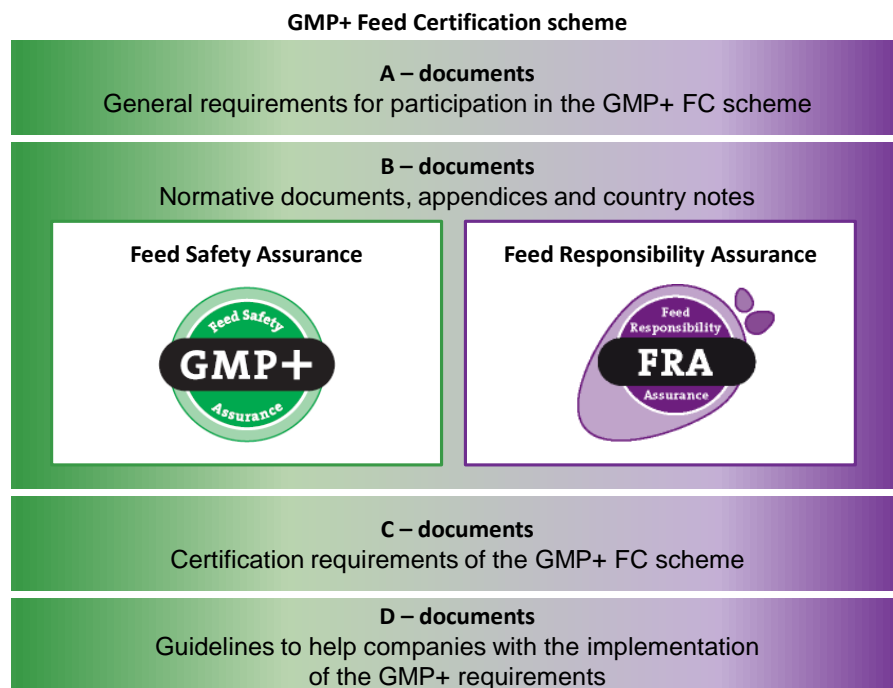 GMP+ Feed Certification scheme
A – documents
General requirements for participation in the GMP+ FC scheme
B – documents
Normative documents, appendices and country notes
Feed Safety Assurance
Feed Safety
GMP+
Assurance
Feed Responsibility Assurance
Feed
Responsibility
FRA
Assurance
C – documents
Certification requirements of the GMP+ FC scheme
D – documents
Guidelines to help companies with the implementation
of the GMP+ requirements